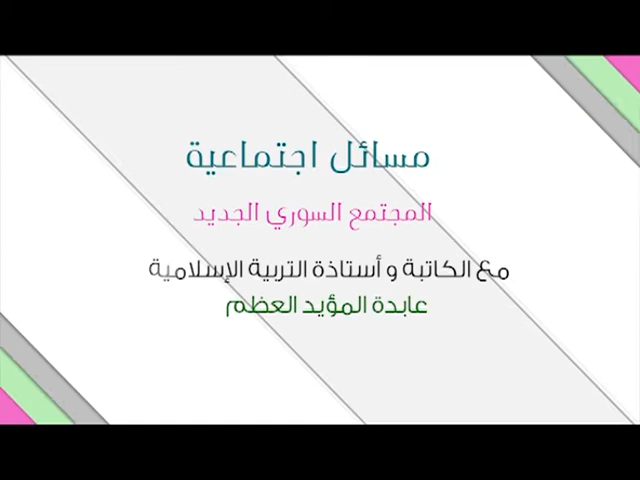 مسائل اجتماعية
المجتمع السوري الجديد
مع الكاتبة و أستاذة التربية الإسلامية
عابدة المؤيد العظم